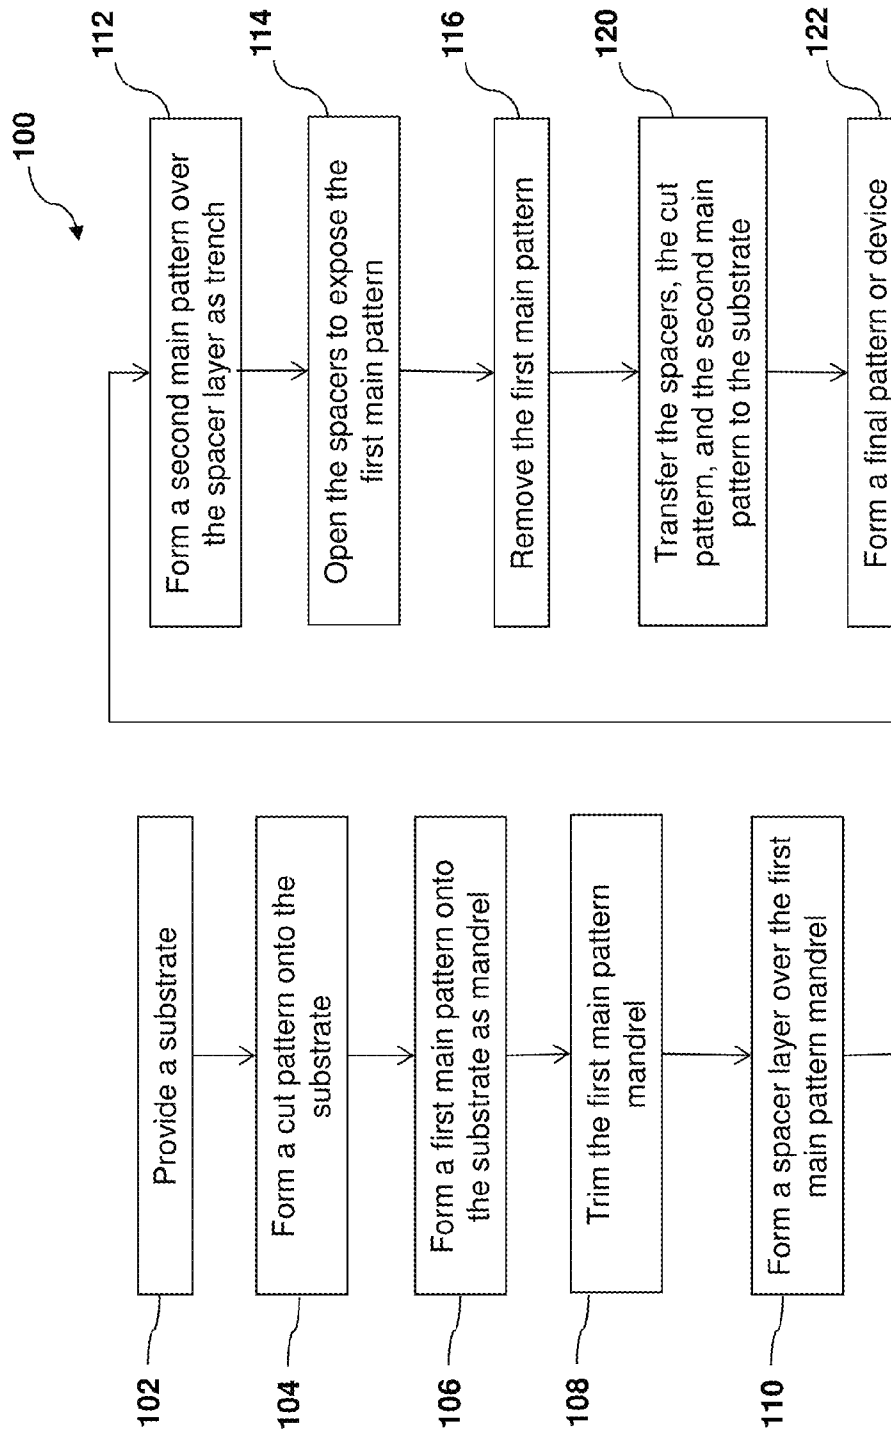 100
102
Provide a substrate
104
Form a cut pattern onto the
substrate
106
Form a first main pattern onto
the substrate as mandrel
108
Trim the first main pattern
mandrel
110
Form a spacer layer over the first
main pattern mandrel
112
Form a second main pattern over
the spacer layer as trench
114
Open the spacers to expose the
first main pattern
116
Remove the first main pattern
120
Transfer the spacers, the cut
pattern, and the second main
pattern to the substrate
122
Form a final pattern or device